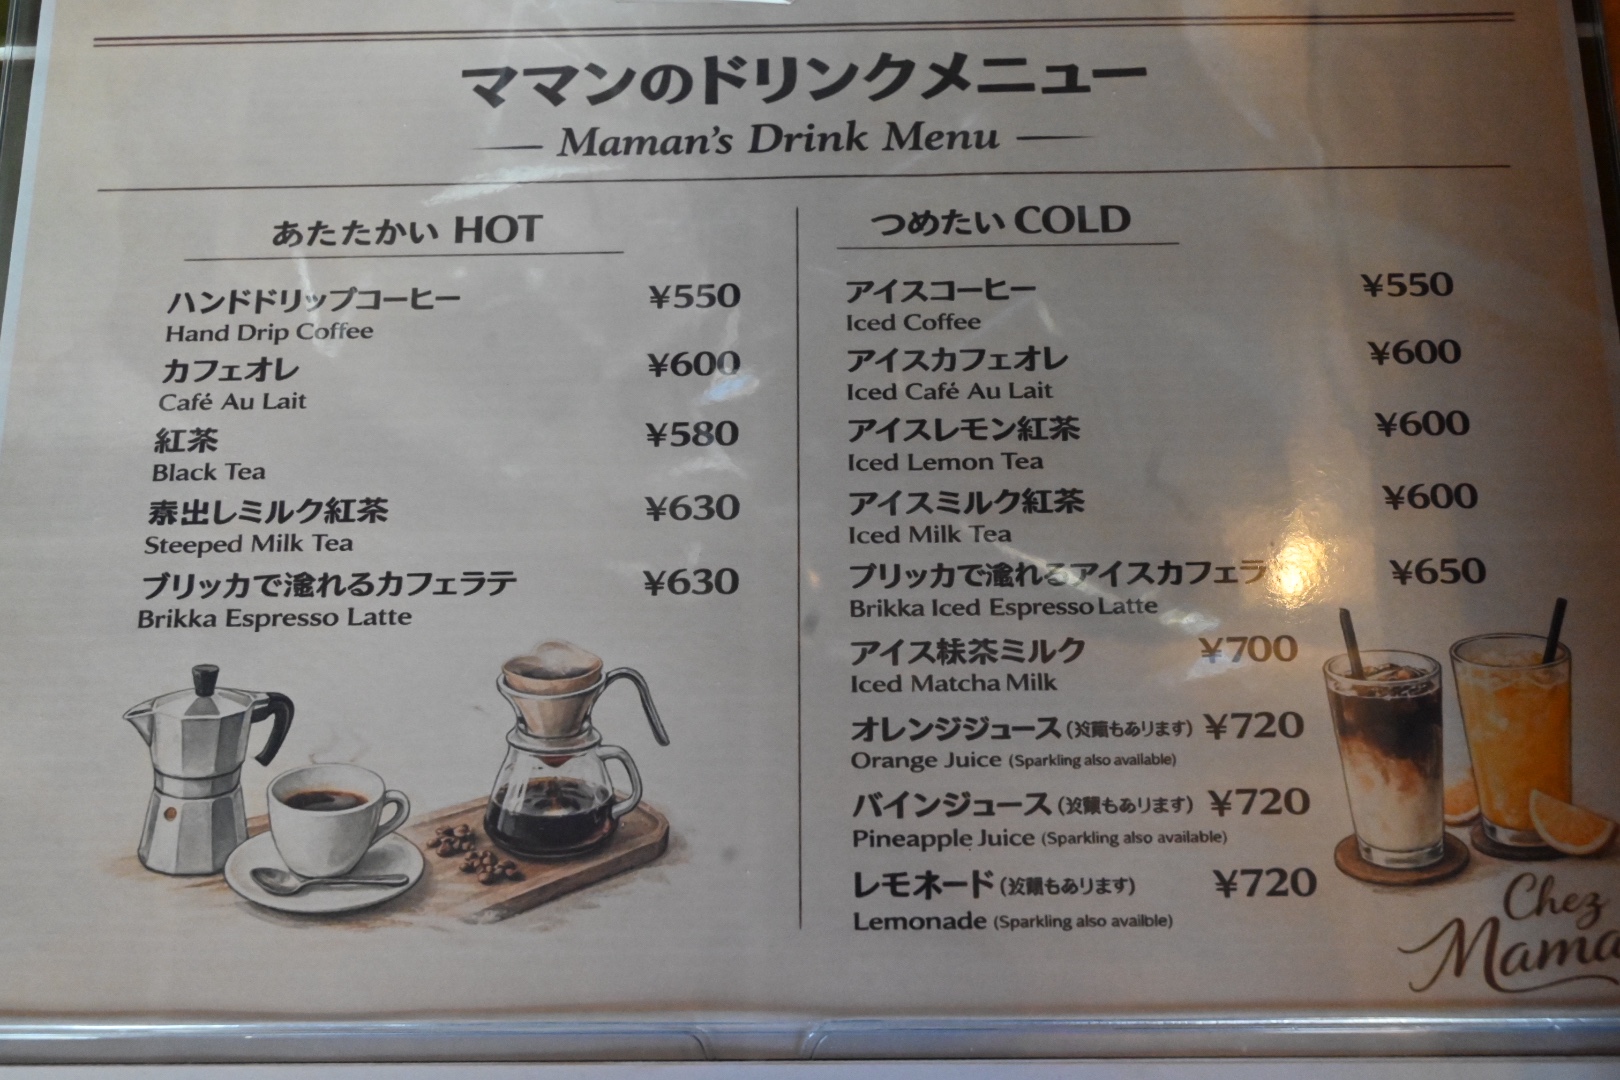 ママンのドリンクメニュー
Maman's Drink Menu
あたたかい HOT
ハンドドリップコーヒー ¥550
Hand Drip Coffee
カフェオレ ¥600
Café Au Lait
紅茶 ¥580
Black Tea
出しミルク紅茶 ¥630
Steeped Milk Tea
ブリッカで れるカフェラテ ¥630
Brikka Espresso Latte
つめたい COLD
アイスコーヒー ¥550
Iced Coffee
アイスカフェオレ ¥600
Iced Café Au Lait
アイスレモン紅茶 ¥600
Iced Lemon Tea
アイスミルク紅茶 ¥600
Iced Milk Tea
ブリッカで れるアイスカフェラ ¥650
Brikka Iced Espresso Latte
アイス 茶ミルク ¥700
Iced Matcha Milk
オレンジジュース (もあります) ¥720
Orange Juice (Sparkling also available)
バインジュース (もあります) ¥720
Pineapple Juice (Sparkling also available)
レモネード (もあります) ¥720
Lemonade (Sparkling also availble)
Chez
Mama